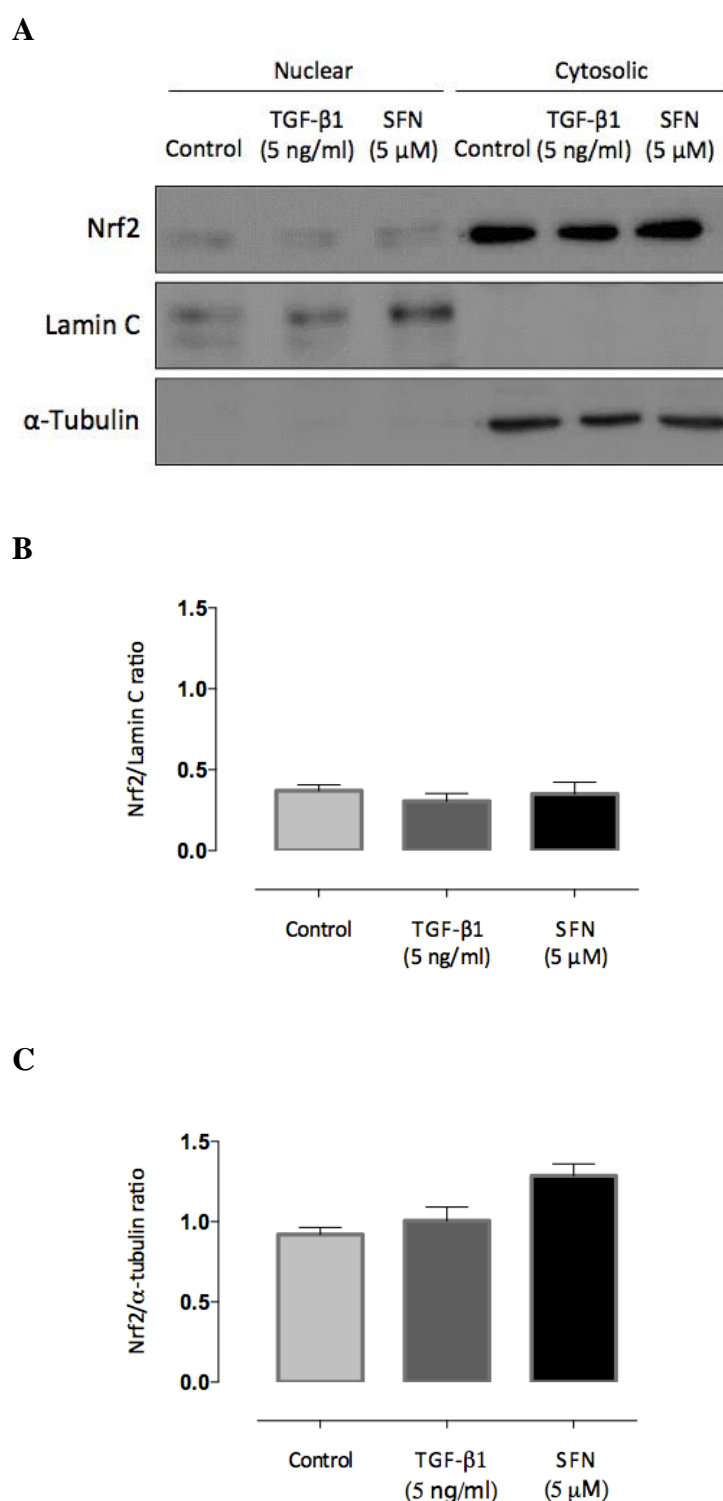 A
Nuclear Cytosolic
TGF-β1 SFN TGF-β1 SFN
Control (5 ng/ml) (5 μM) Control (5 ng/ml) (5 μM)
Nrf2
Lamin C
α-Tubulin
B
1.5
1.0
0.5
0.0
Nrf2/Lamin C ratio
Control TGF-β1 SFN
(5 ng/ml) (5 μM)
C
1.5
1.0
0.5
0.0
Nrf2/α-tubulin ratio
Control TGF-β1 SFN
(5 ng/ml) (5 μM)